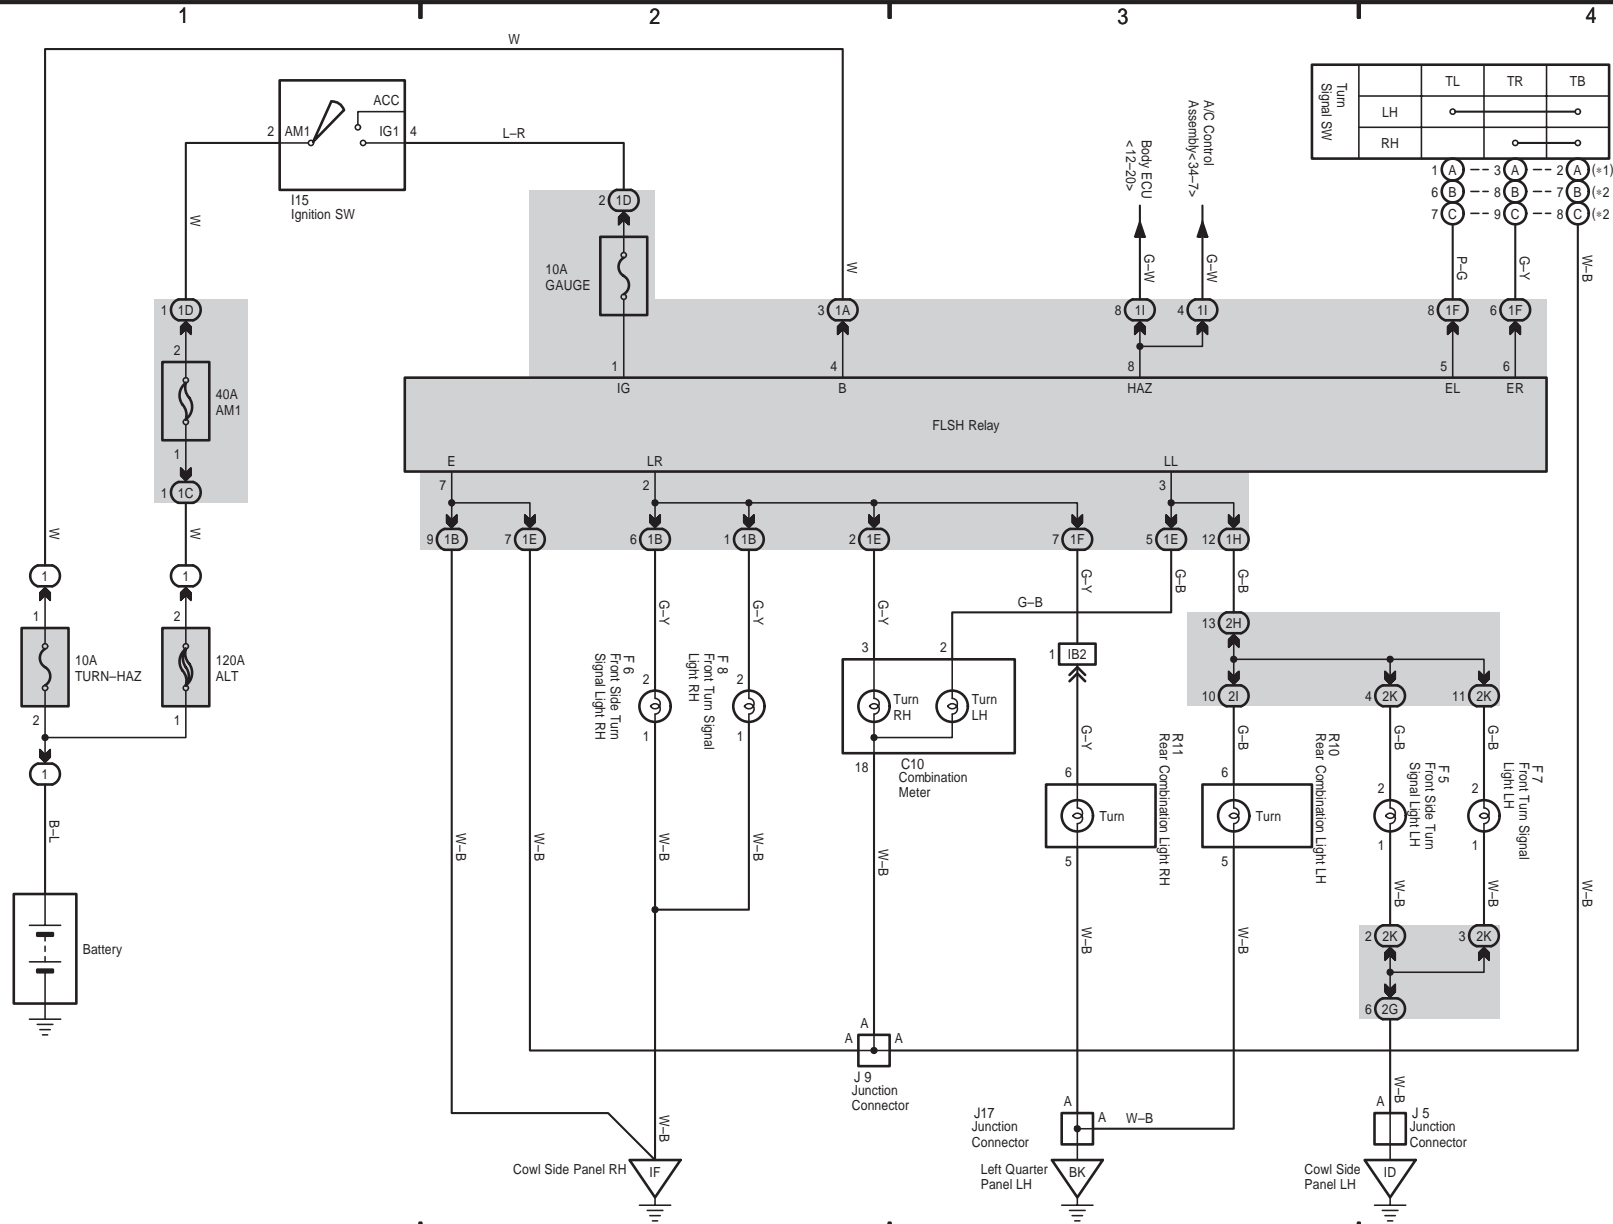 1
2
3
4
W
ACC
2
AM1
IG1
4
I15
Ignition SW
L–R
W
2
1D
10A
GAUGE
W
3
1A
Body ECU
<12–20>
A/C Control
Assembly<34–7>
G–W
G–W
8
1I
4
1I
Turn
Signal SW
TL
TR
TB
LH
RH
1 A
3 A
2 A (*1)
6 B
8 B
7 B (*2
7 C
9 C
8 C (*2
P–G
G–Y
W–B
8
1F
6
1F
1
1D
2
40A
AM1
1
1
1C
W
1
4
8
5
6
IG
B
HAZ
EL
ER
FLSH Relay
E
LR
LL
7
2
3
9
1B
7
1E
6
1B
1
1B
2
1E
7
1F
5
1E
12
1H
W
1
1
1
2
10A
TURN–HAZ
120A
ALT
2
1
1
B–L
Battery
G–Y
G–Y
G–Y
G–Y
G–B
G–B
G–B
13
2H
1
IB2
10
2I
4
2K
11
2K
F 6
Front Side Turn
Signal Light RH
2
1
F 8
Front Turn Signal
Light RH
2
1
3
2
Turn
RH
Turn
LH
18
C10
Combination
Meter
G–Y
6
Turn
5
R11
Rear Combination Light RH
G–B
6
Turn
5
R10
Rear Combination Light LH
G–B
2
1
F 5
Front Side Turn
Signal Light LH
G–B
2
1
F 7
Front Turn Signal
Light LH
W–B
W–B
W–B
W–B
W–B
W–B
W–B
W–B
W–B
W–B
2
2K
3
2K
6
2G
A
A
A
J 9
Junction
Connector
W–B
Cowl Side Panel RH
IF
J17
Junction
Connector
A
A
W–B
Left Quarter
Panel LH
BK
W–B
A
J 5
Junction
Connector
Cowl Side
Panel LH
ID